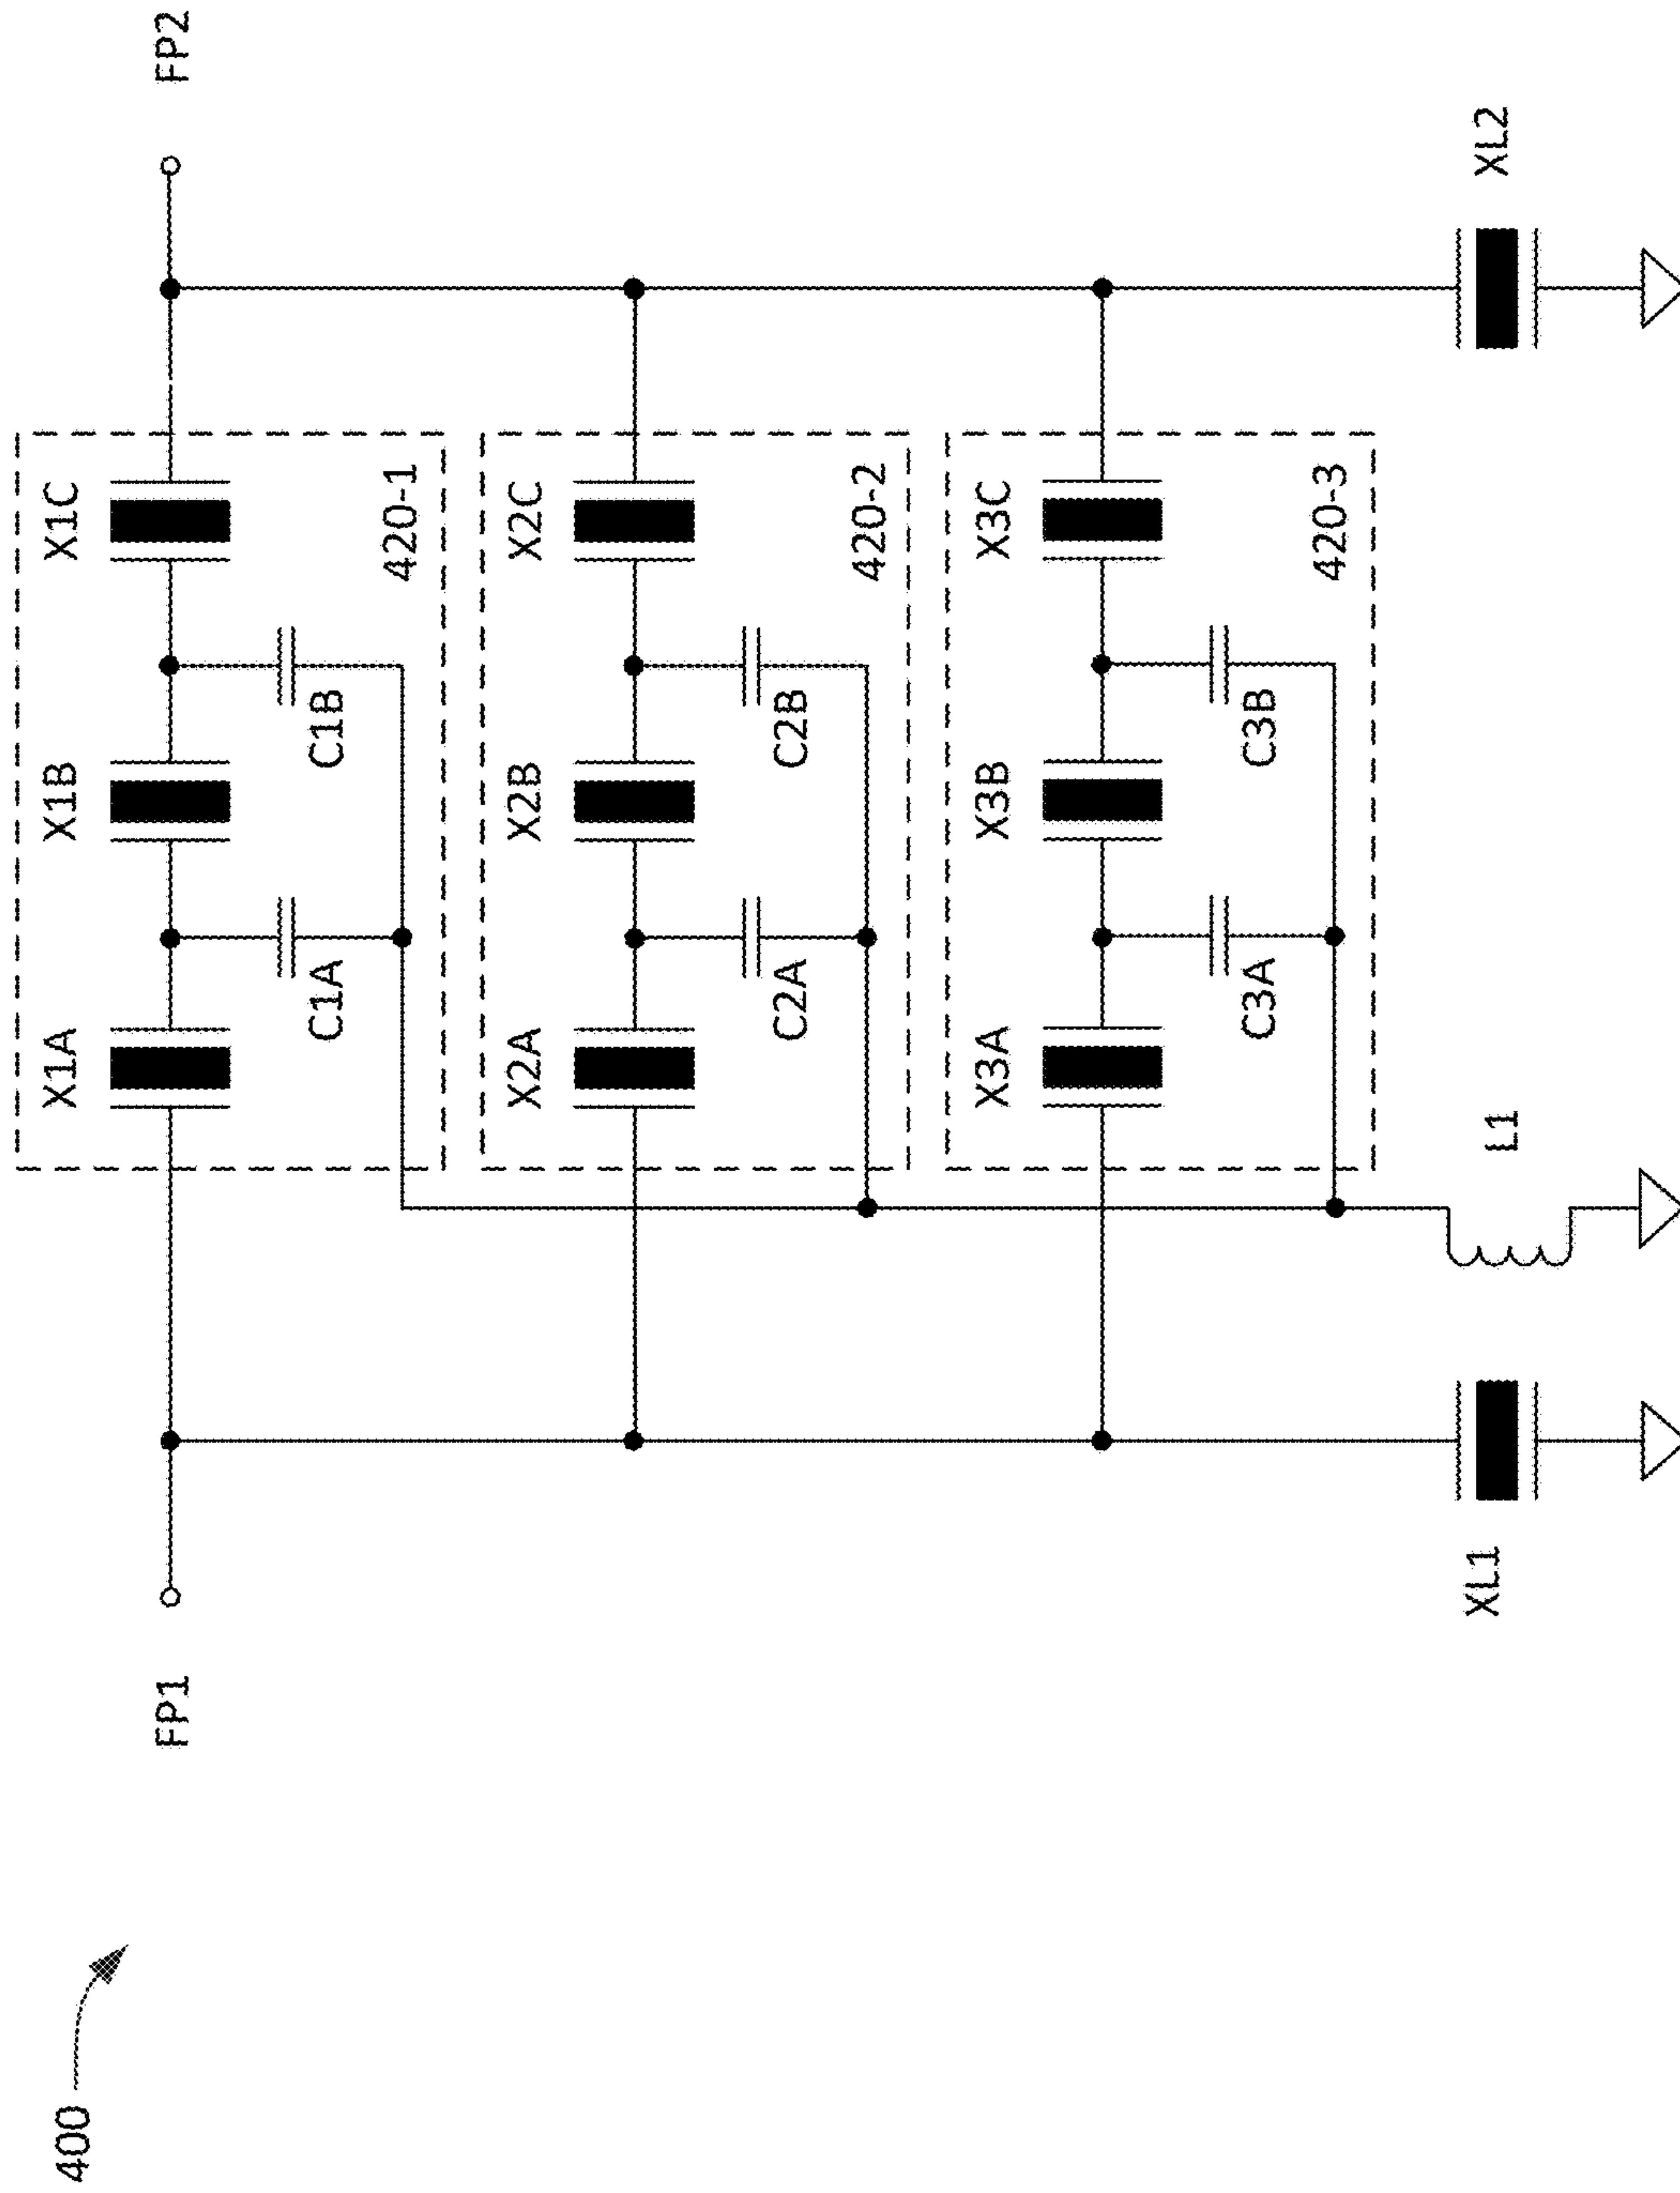 400
FP1
FP2
X1A
X1B
X1C
C1A
C1B
420-1
X2A
X2B
X2C
C2A
C2B
420-2
X3A
X3B
X3C
C3A
C3B
420-3
XL1
L1
XL2